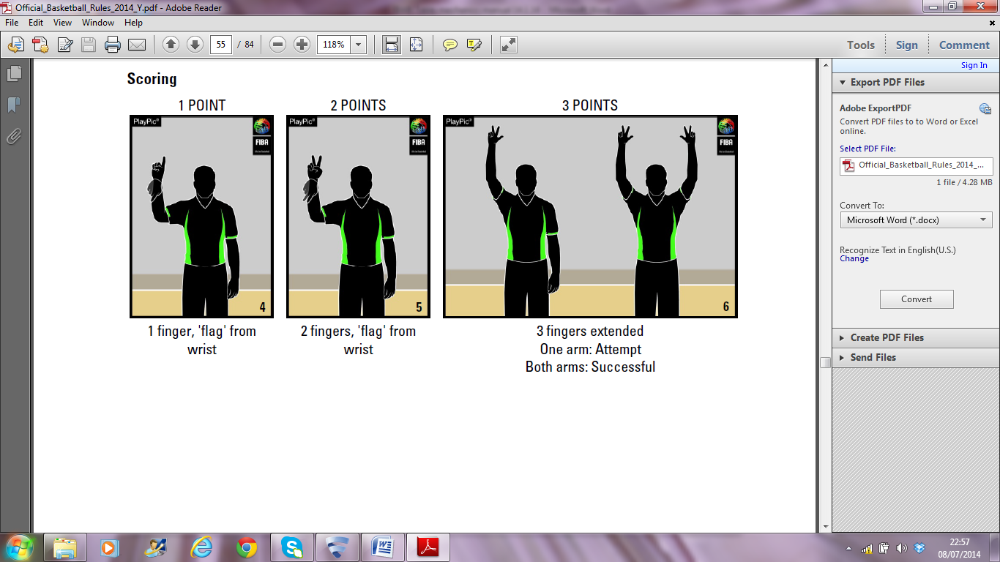 Official_Basketball_Rules_2014_Y.pdf - Adobe Reader
File Edit View Window Help
55 / 84 118% Tools Sign Comment
Sign In
Scoring
1 POINT 2 POINTS 3 POINTS
PlayPic® PlayPic® PlayPic®
FIBA FIBA FIBA
4 5 6
1 finger, 'flag' from
wrist
2 fingers, 'flag' from
wrist
3 fingers extended
One arm: Attempt
Both arms: Successful
Export PDF Files
Adobe ExportPDF
Convert PDF files to to Word or Excel
online.
Select PDF File:
Official_Basketball_Rules_2014_...
1 file / 4.28 MB
Convert To:
Microsoft Word (*.docx)
Recognize Text in English(U.S.)
Change
Convert
Create PDF Files
Send Files
22:57
08/07/2014